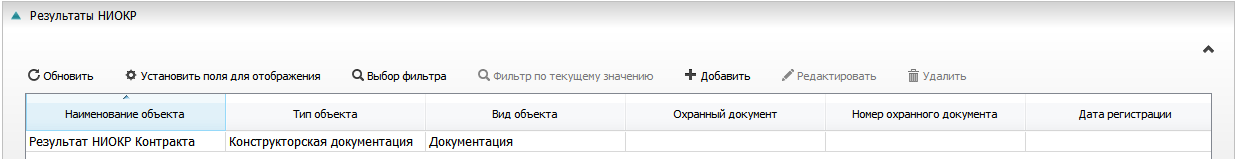 Результаты НИОКР
Обновить Установить поля для отображения Выбор фильтра Фильтр по текущему значению Добавить Редактировать Удалить
Наименование объекта Тип объекта Вид объекта Охранный документ Номер охранного документа Дата регистрации
Результат НИОКР Контракта Конструкторская документация Документация